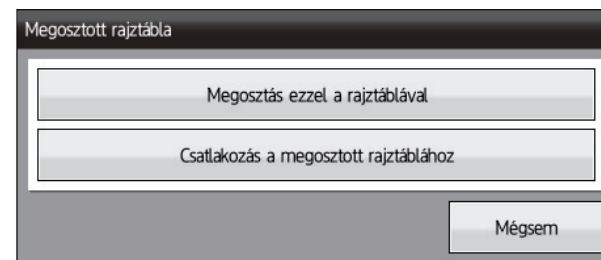 Megosztott rajztábla
Megosztás ezzel a rajztáblával
Csatlakozás a megosztott rajztáblához
Mégsem